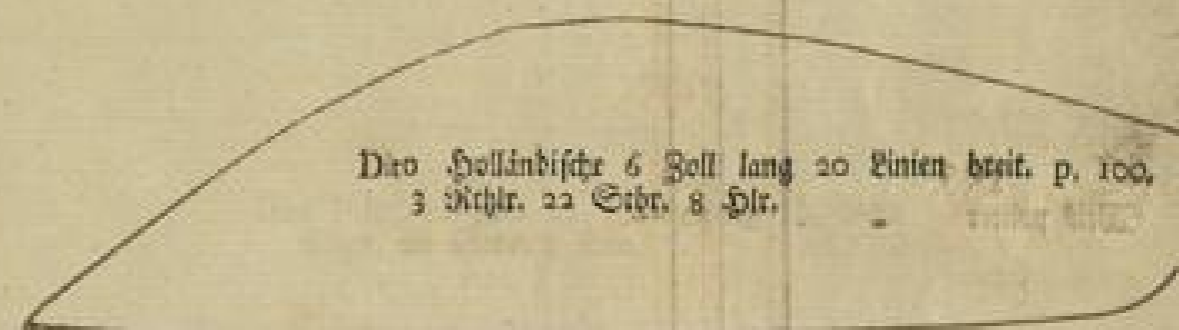 Dito Holländische 6 Zoll lang 20 Linien breit. p. 100.
3 Rthlr. 22 Sgr. 8 Hlr.